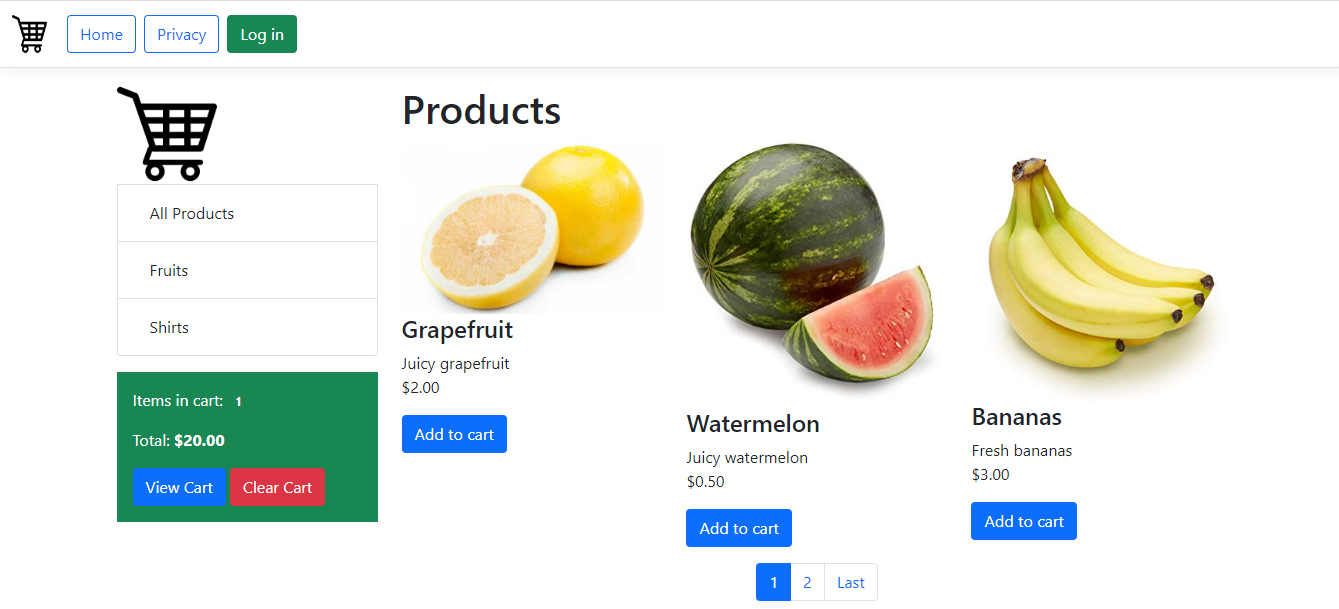 Home Privacy Log in
Products
All Products
Fruits
Shirts
Items in cart: 1
Total: $20.00
View Cart Clear Cart
Grapefruit
Juicy grapefruit
$2.00
Add to cart
Watermelon
Juicy watermelon
$0.50
Add to cart
Bananas
Fresh bananas
$3.00
Add to cart
1 2 Last